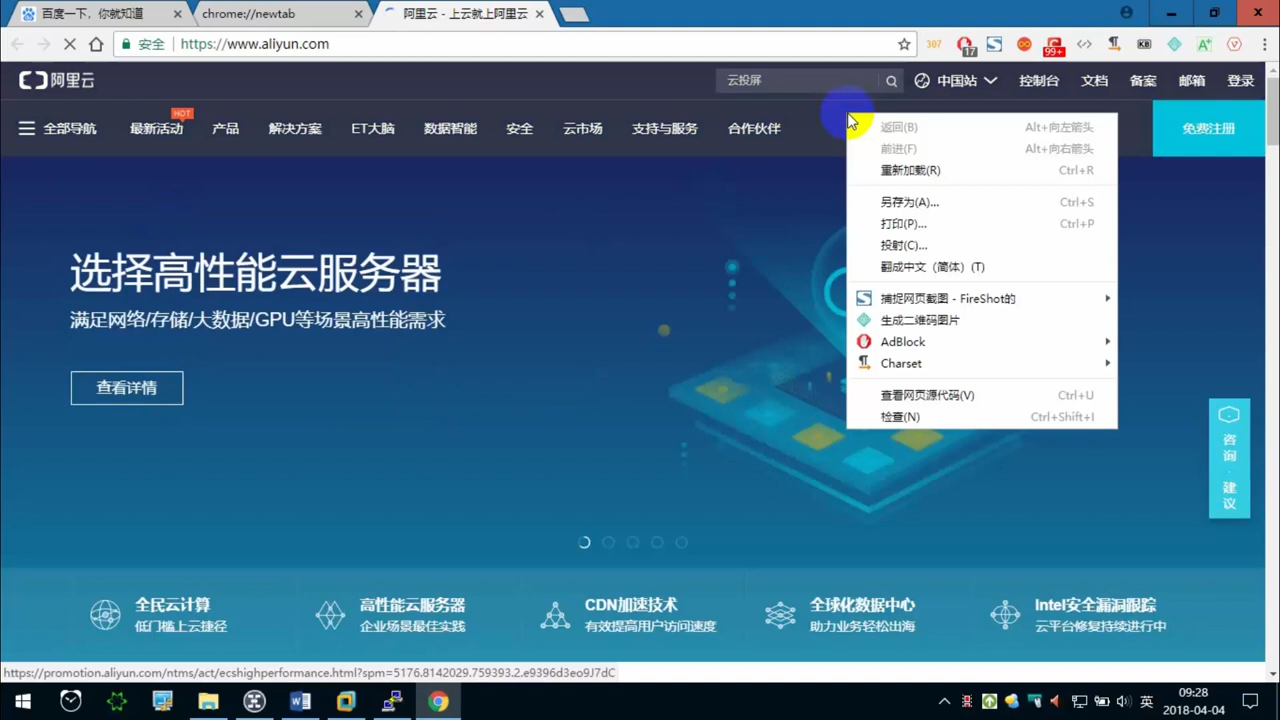 百度一下，你就知道
chrome://newtab
阿里云 - 上云就上阿里云
安全
https://www.aliyun.com
307
17
99+
KB
A+
阿里云
云投屏
中国站
控制台
文档
备案
邮箱
登录
HOT
全部导航
最新活动
产品
解决方案
ET大脑
数据智能
安全
云市场
支持与服务
合作伙伴
免费注册
返回(B) Alt+向左箭头
前进(F) Alt+向右箭头
重新加载(R) Ctrl+R
另存为(A)... Ctrl+S
打印(P)... Ctrl+P
投射(C)...
翻成中文（简体）(T)
捕捉网页截图 - FireShot的
生成二维码图片
AdBlock
Charset
查看网页源代码(V) Ctrl+U
检查(N) Ctrl+Shift+I
选择高性能云服务器
满足网络/存储/大数据/GPU等场景高性能需求
查看详情
咨
询
·
建
议
全民云计算
低门槛上云捷径
高性能云服务器
企业场景最佳实践
CDN加速技术
有效提高用户访问速度
全球化数据中心
助力业务轻松出海
Intel安全漏洞跟踪
云平台修复持续进行中
https://promotion.aliyun.com/ntms/act/ecshighperformance.html?spm=5176.8142029.759393.2.e9396d3eo9J7dC
英
09:28
2018-04-04